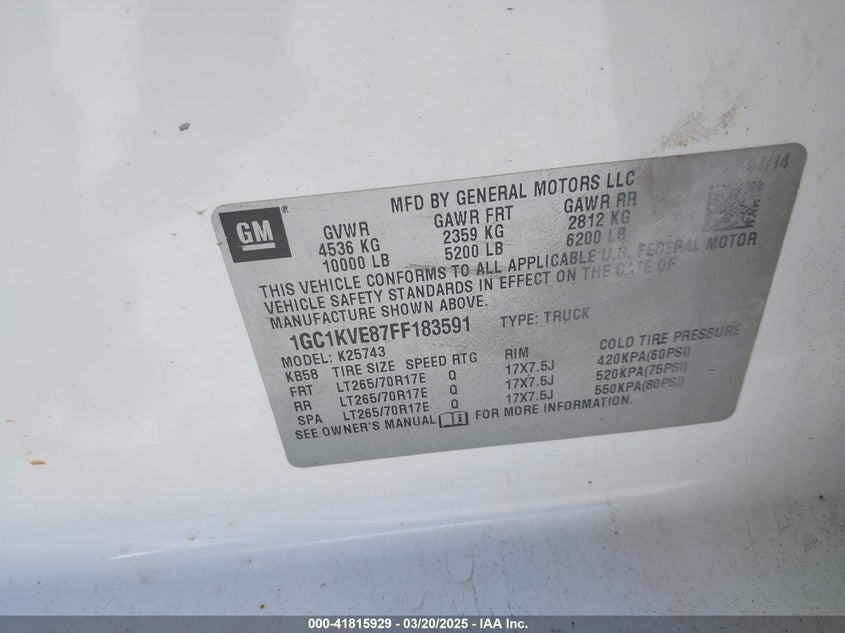 07/14
MFD BY GENERAL MOTORS LLC
GM®
GVWR GAWR FRT GAWR RR
4536 KG 2359 KG 2812 KG
10000 LB 5200 LB 6200 LB
THIS VEHICLE CONFORMS TO ALL APPLICABLE U.S. FEDERAL MOTOR
VEHICLE SAFETY STANDARDS IN EFFECT ON THE DATE OF
MANUFACTURE SHOWN ABOVE.
1GC1KVE87FF183591 TYPE: TRUCK
MODEL: K25743
KB58 TIRE SIZE SPEED RTG RIM COLD TIRE PRESSURE
FRT LT265/70R17E Q 17X7.5J 420KPA(60PSI)
RR LT265/70R17E Q 17X7.5J 520KPA(75PSI)
SPA LT265/70R17E Q 17X7.5J 550KPA(80PSI)
SEE OWNER'S MANUAL i FOR MORE INFORMATION.
000-41815929 - 03/20/2025 - IAA Inc.